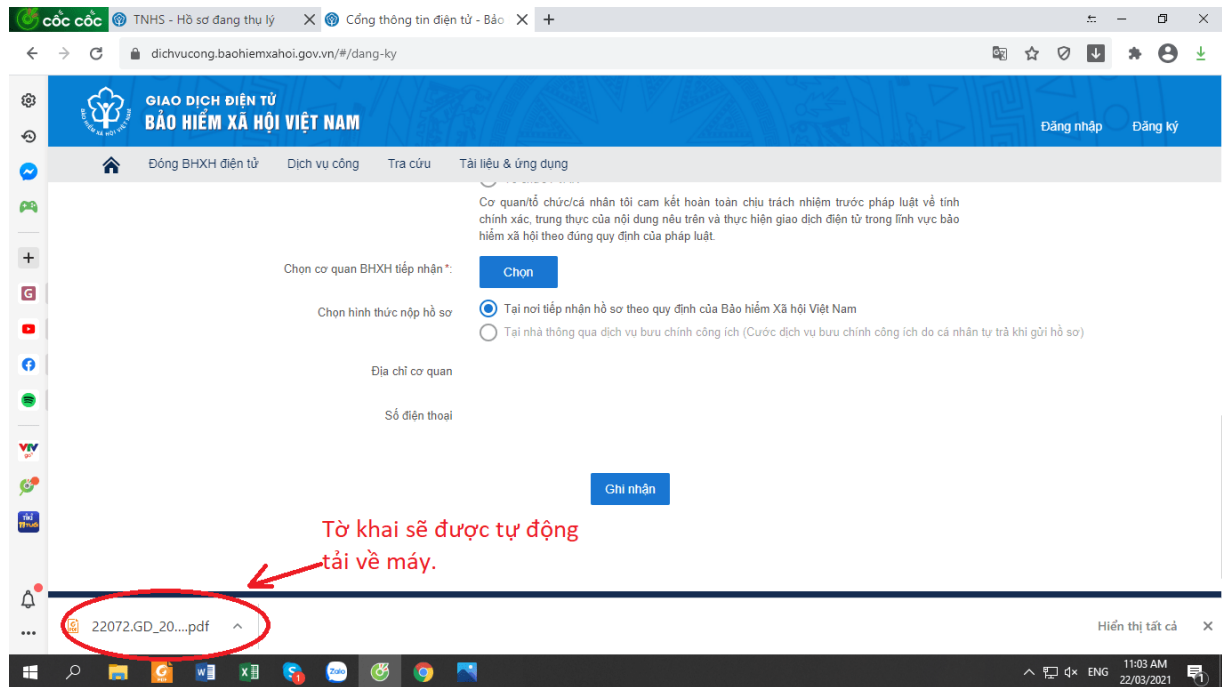 cốc cốc TNHS - Hồ sơ đang thụ lý Cổng thông tin điện tử - Bảo
dichvucong.baohiemxahoi.gov.vn/#/dang-ky
GIAO DỊCH ĐIỆN TỬ
BẢO HIỂM XÃ HỘI VIỆT NAM
Đăng nhập Đăng ký
Đóng BHXH điện tử Dịch vụ công Tra cứu Tài liệu & ứng dụng
Cơ quan/tổ chức/cá nhân tôi cam kết hoàn toàn chịu trách nhiệm trước pháp luật về tính
chính xác, trung thực của nội dung nêu trên và thực hiện giao dịch điện tử trong lĩnh vực bảo
hiểm xã hội theo đúng quy định của pháp luật.
Chọn cơ quan BHXH tiếp nhận *: Chọn
Chọn hình thức nộp hồ sơ Tại nơi tiếp nhận hồ sơ theo quy định của Bảo hiểm Xã hội Việt Nam
Tại nhà thông qua dịch vụ bưu chính công ích (Cước dịch vụ bưu chính công ích do cá nhân tự trả khi gửi hồ sơ)
Địa chỉ cơ quan
Số điện thoại
Ghi nhận
Tờ khai sẽ được tự động
tải về máy.
22072.GD_20....pdf
Hiển thị tất cả
ENG
11:03 AM
22/03/2021